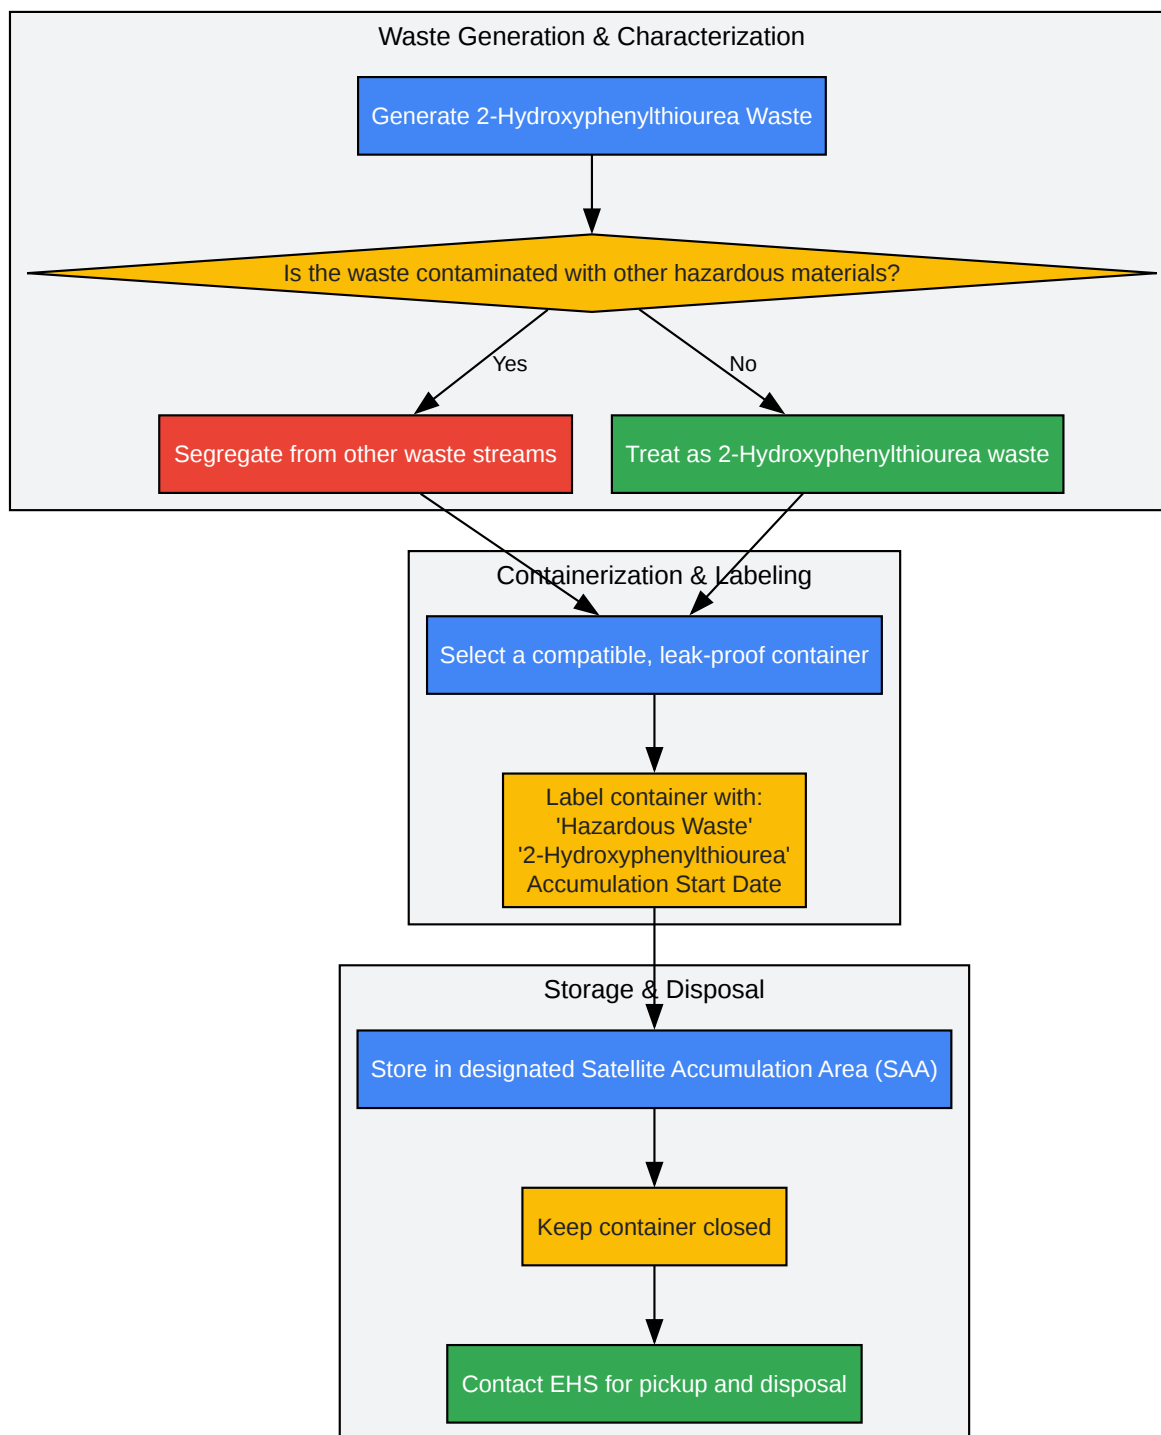 Waste Generation & Characterization
Generate 2-Hydroxyphenylthiourea Waste
Is the waste contaminated with other hazardous materials?
Yes
No
Segregate from other waste streams
Treat as 2-Hydroxyphenylthiourea waste
Containerization & Labeling
Select a compatible, leak-proof container
Label container with:
'Hazardous Waste'
'2-Hydroxyphenylthiourea'
Accumulation Start Date
Storage & Disposal
Store in designated Satellite Accumulation Area (SAA)
Keep container closed
Contact EHS for pickup and disposal